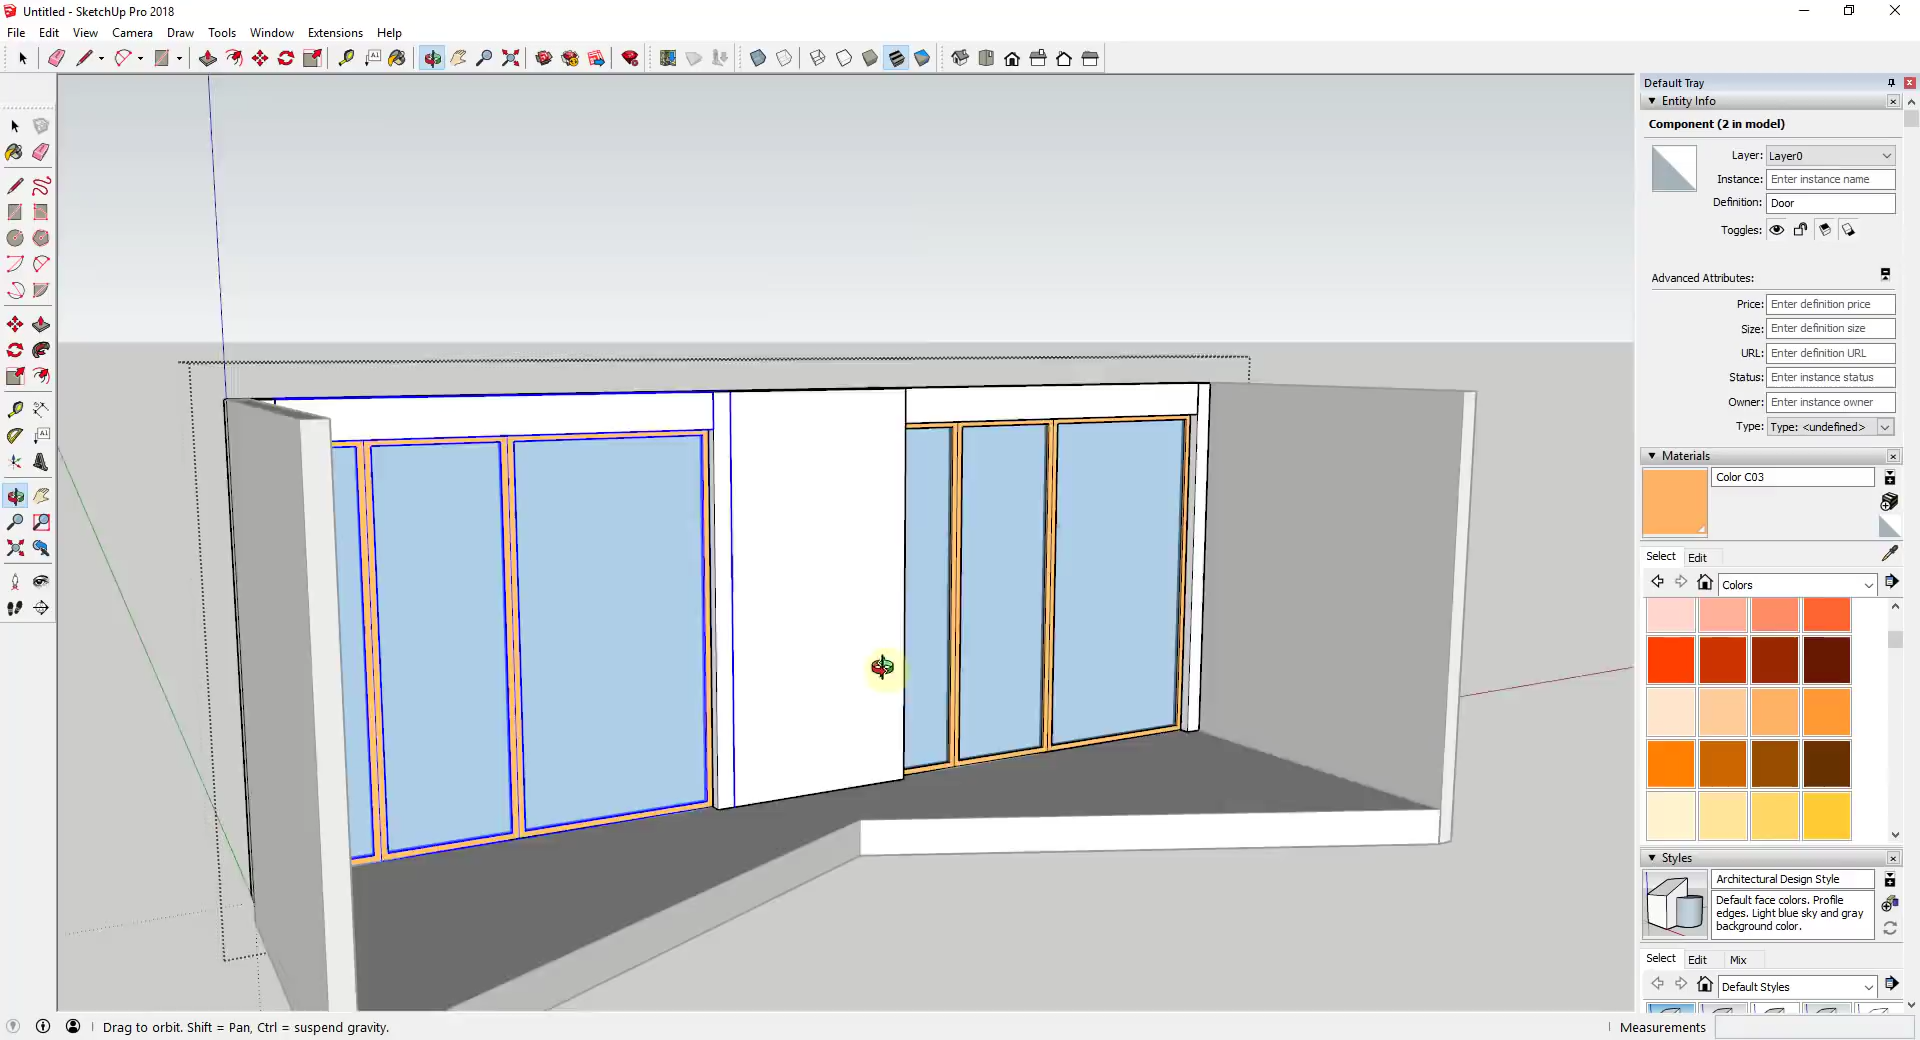 Untitled - SketchUp Pro 2018
File Edit View Camera Draw Tools Window Extensions Help
Default Tray
Entity Info
Component (2 in model)
Layer: Layer0
Instance: Enter instance name
Definition: Door
Toggles:
Advanced Attributes:
Price: Enter definition price
Size: Enter definition size
URL: Enter definition URL
Status: Enter instance status
Owner: Enter instance owner
Type: Type: <undefined>
Materials
Color C03
Select Edit
Colors
Styles
Architectural Design Style
Default face colors. Profile
edges. Light blue sky and gray
background color.
Select Edit Mix
Default Styles
Drag to orbit. Shift = Pan, Ctrl = suspend gravity.
Measurements